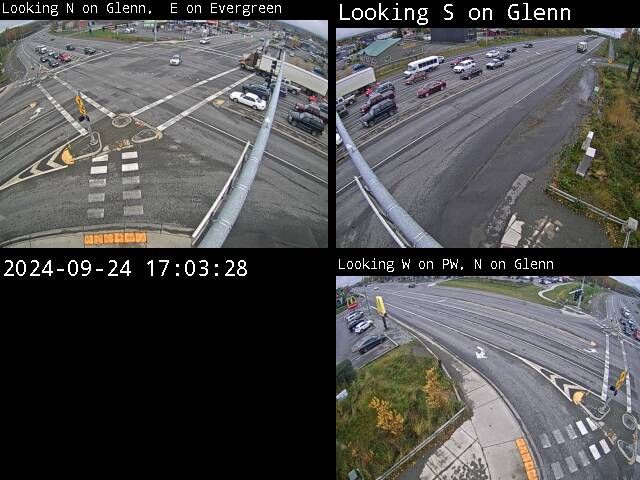 Looking N on Glenn,  E on Evergreen
Looking S on Glenn
2024-09-24 17:03:28
Looking W on PW, N on Glenn